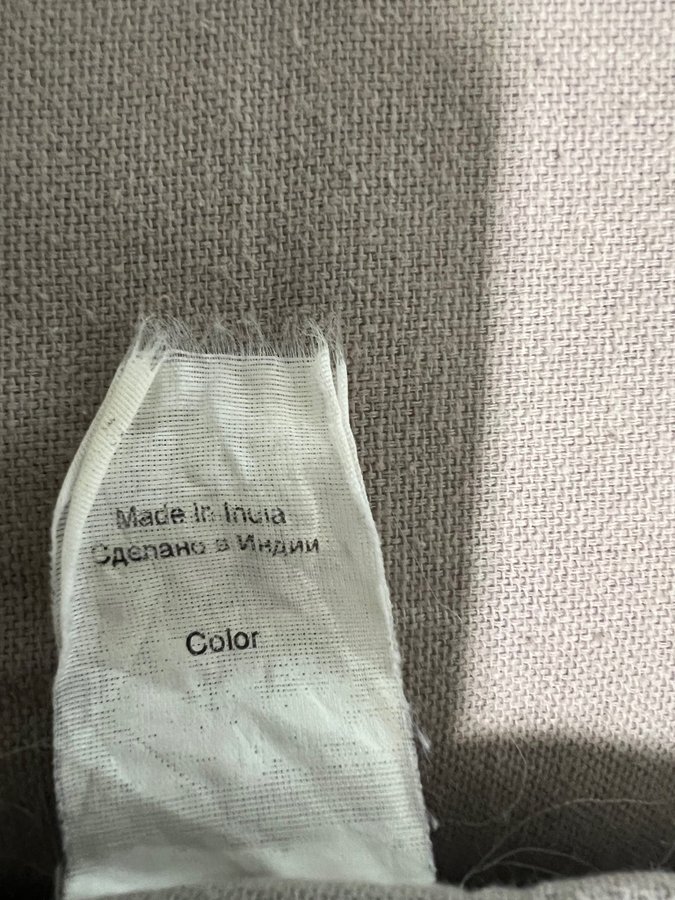 Made In India
Сделано в Индии
Color